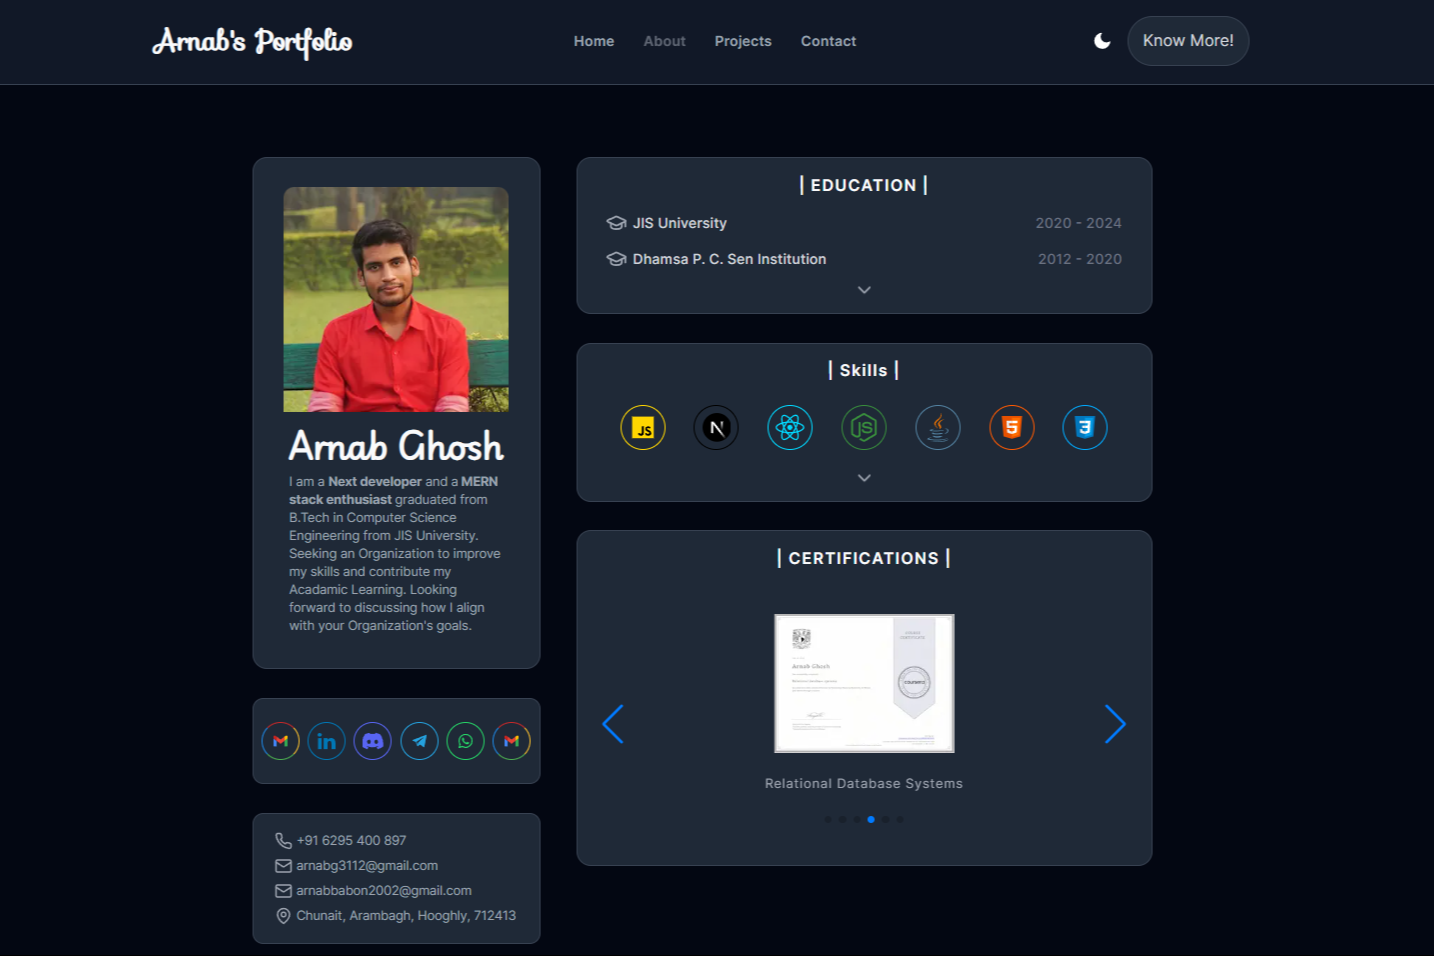 Arnab's Portfolio
Home About Projects Contact
Know More!
Arnab Ghosh
I am a Next developer and a MERN
stack enthusiast graduated from
B.Tech in Computer Science
Engineering from JIS University.
Seeking an Organization to improve
my skills and contribute my
Acadamic Learning. Looking
forward to discussing how I align
with your Organization's goals.
+91 6295 400 897
arnabg3112@gmail.com
arnabbabon2002@gmail.com
Chunait, Arambagh, Hooghly, 712413
| EDUCATION |
JIS University 2020 - 2024
Dhamsa P. C. Sen Institution 2012 - 2020
| Skills |
JS N JS 5 3
| CERTIFICATIONS |
Arnab Ghosh
coursera
Relational Database Systems